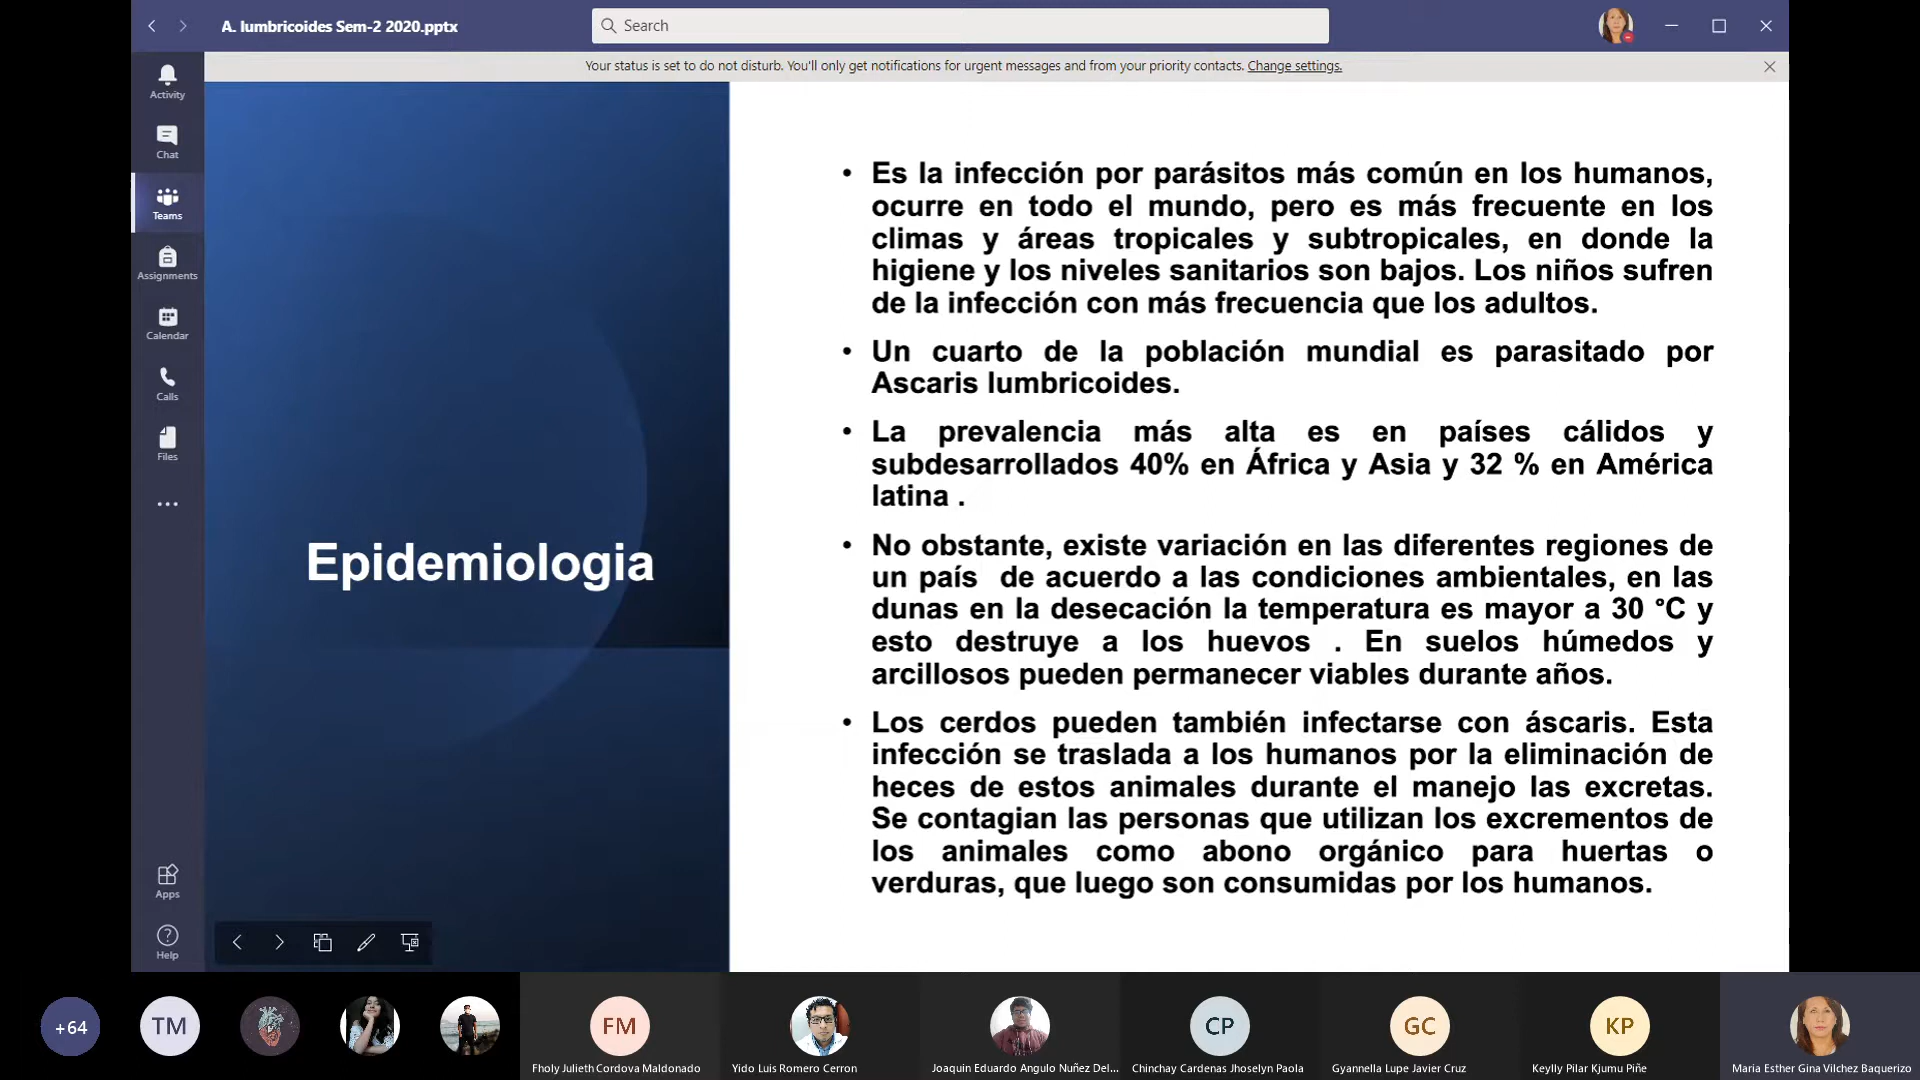 A. lumbricoides Sem-2 2020.pptx
Search
Your status is set to do not disturb. You'll only get notifications for urgent messages and from your priority contacts. Change settings.
Activity
Chat
Teams
Assignments
Calendar
Calls
Files
Apps
Help
Epidemiologia
• Es la infección por parásitos más común en los humanos,
ocurre en todo el mundo, pero es más frecuente en los
climas y áreas tropicales y subtropicales, en donde la
higiene y los niveles sanitarios son bajos. Los niños sufren
de la infección con más frecuencia que los adultos.
• Un cuarto de la población mundial es parasitado por
Ascaris lumbricoides.
• La prevalencia más alta es en países cálidos y
subdesarrollados 40% en África y Asia y 32 % en América
latina .
• No obstante, existe variación en las diferentes regiones de
un país de acuerdo a las condiciones ambientales, en las
dunas en la desecación la temperatura es mayor a 30 °C y
esto destruye a los huevos . En suelos húmedos y
arcillosos pueden permanecer viables durante años.
• Los cerdos pueden también infectarse con áscaris. Esta
infección se traslada a los humanos por la eliminación de
heces de estos animales durante el manejo las excretas.
Se contagian las personas que utilizan los excrementos de
los animales como abono orgánico para huertas o
verduras, que luego son consumidas por los humanos.
+64
TM
FM
CP
GC
KP
Fholy Julieth Cordova Maldonado
Yido Luis Romero Cerron
Joaquin Eduardo Angulo Nuñez Del...
Chinchay Cardenas Jhoselyn Paola
Gyannella Lupe Javier Cruz
Keylly Pilar Kjumu Piñe
Maria Esther Gina Vilchez Baquerizo